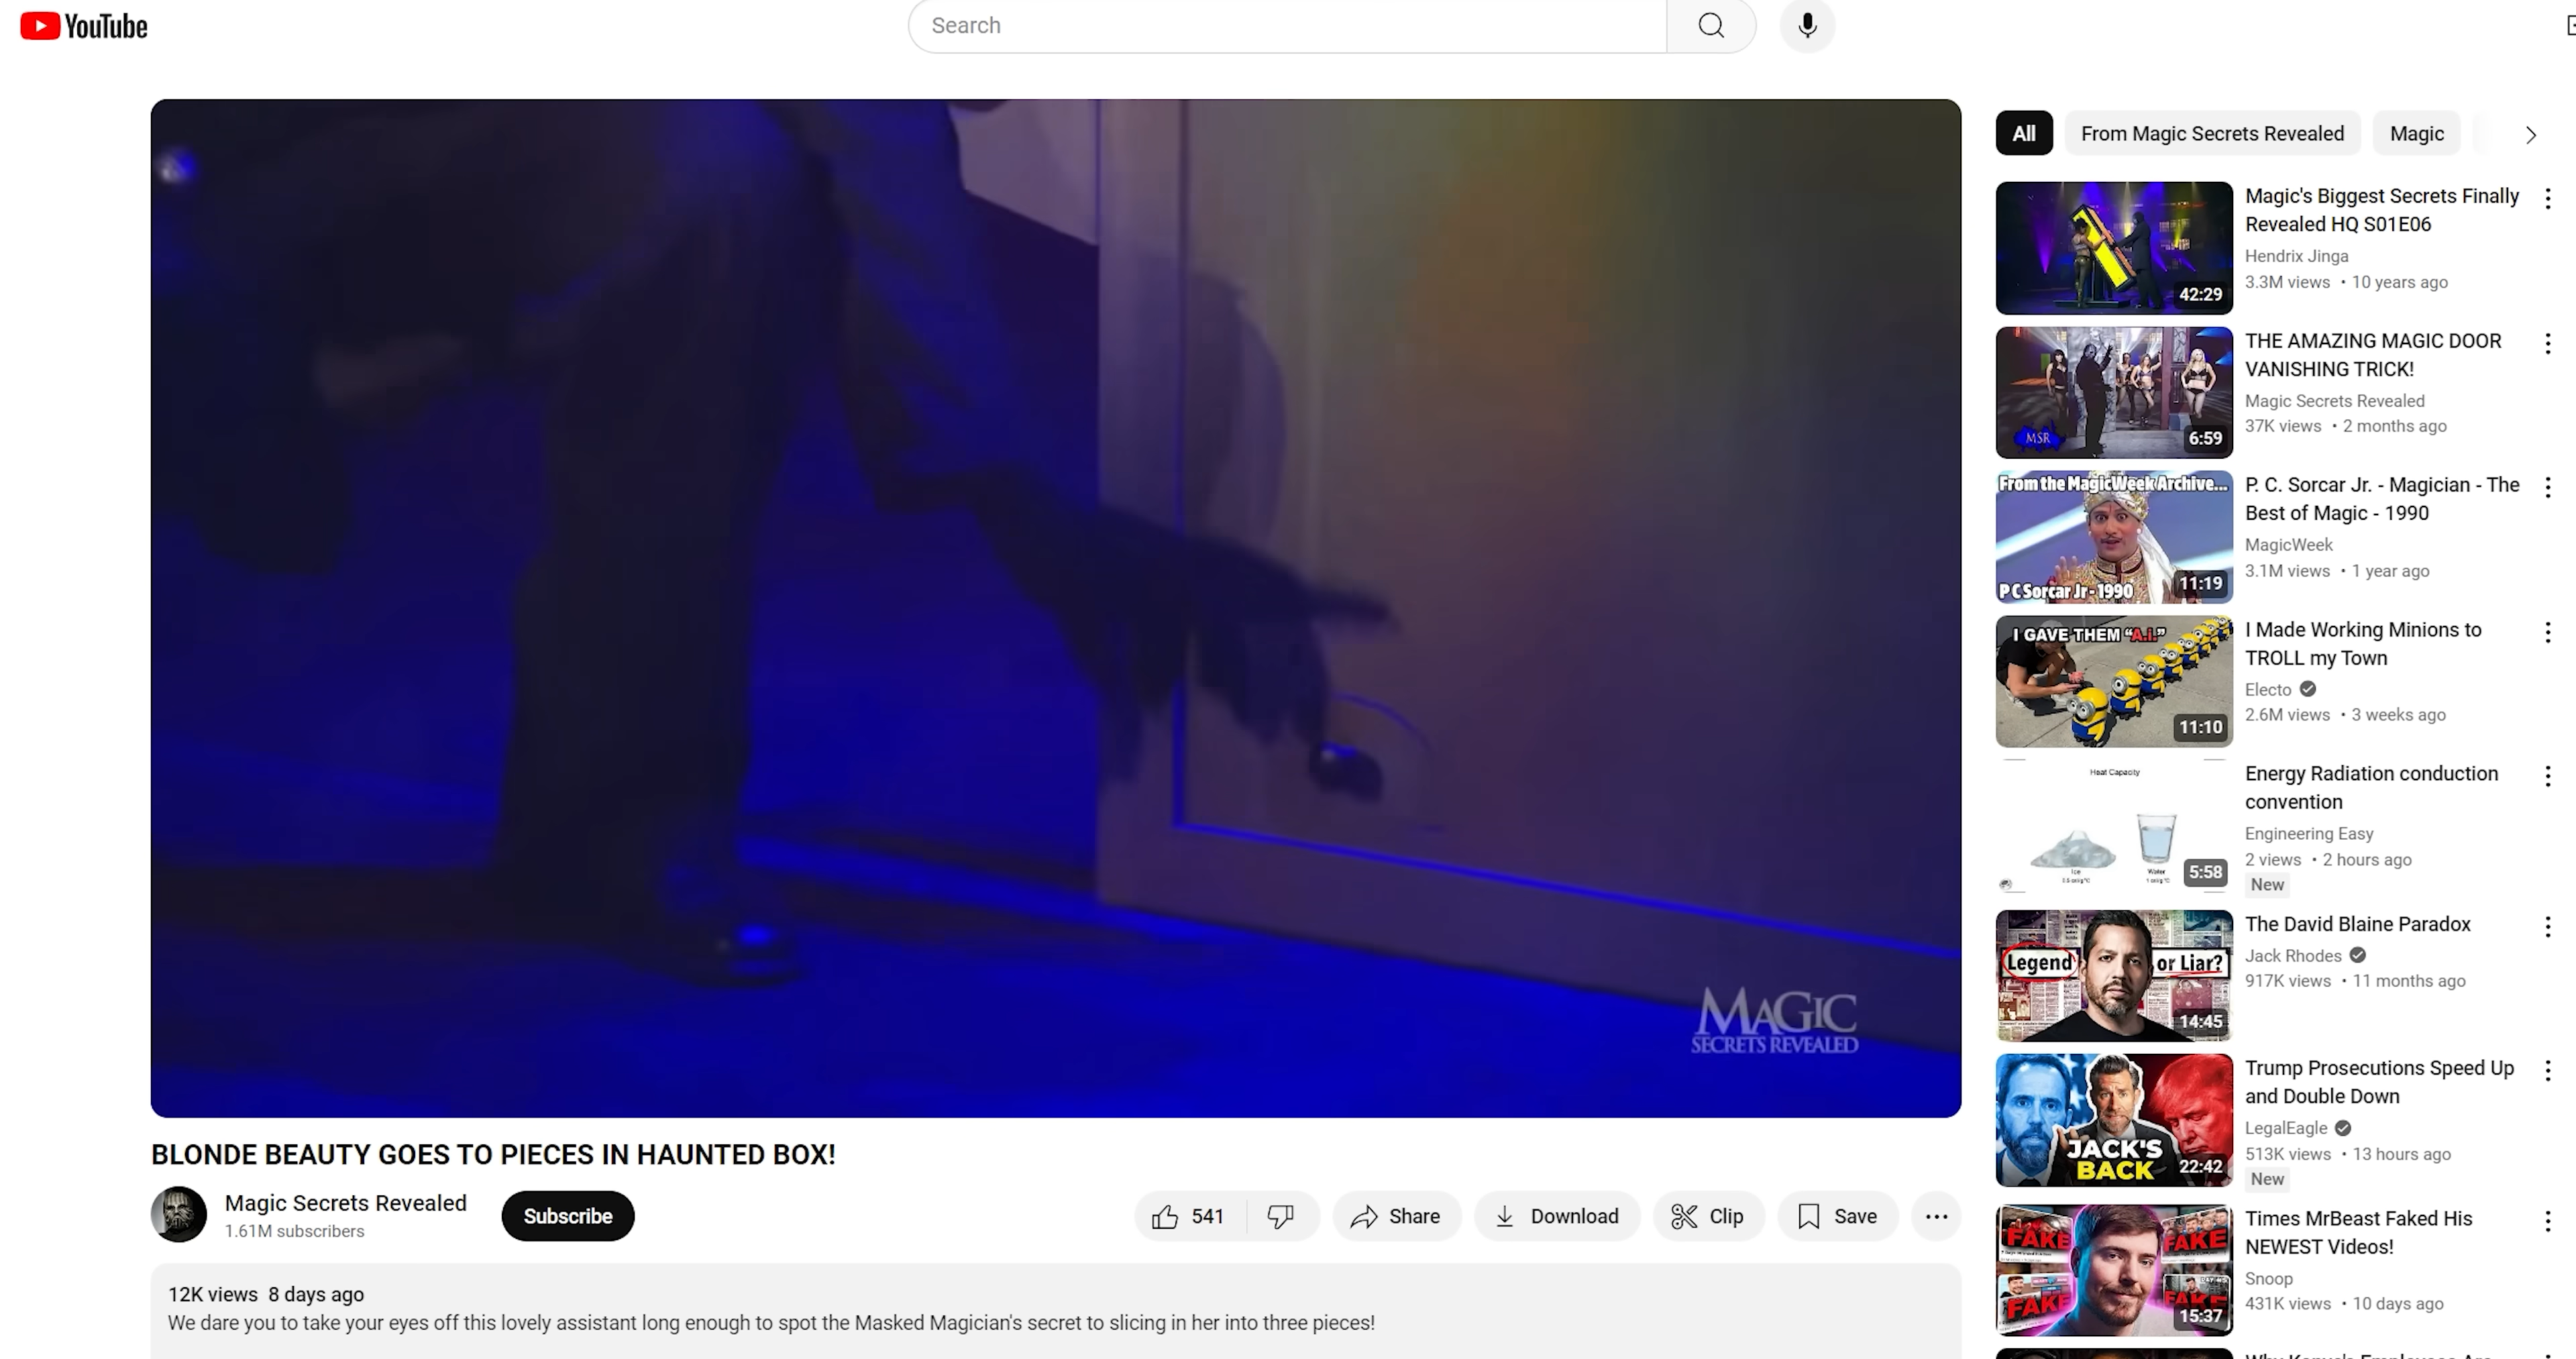 YouTube
Search
All
From Magic Secrets Revealed
Magic
MAGIC
SECRETS REVEALED
BLONDE BEAUTY GOES TO PIECES IN HAUNTED BOX!
Magic Secrets Revealed
1.61M subscribers
Subscribe
541
Share
Download
Clip
Save
12K views 8 days ago
We dare you to take your eyes off this lovely assistant long enough to spot the Masked Magician's secret to slicing in her into three pieces!
42:29
Magic's Biggest Secrets Finally
Revealed HQ S01E06
Hendrix Jinga
3.3M views • 10 years ago
MSR
6:59
THE AMAZING MAGIC DOOR
VANISHING TRICK!
Magic Secrets Revealed
37K views • 2 months ago
From the MagicWeek Archive...
P C Sorcar Jr - 1990
11:19
P. C. Sorcar Jr. - Magician - The
Best of Magic - 1990
MagicWeek
3.1M views • 1 year ago
I GAVE THEM “A.i.”
11:10
I Made Working Minions to
TROLL my Town
Electo
2.6M views • 3 weeks ago
Heat Capacity
Ice
Water
5:58
Energy Radiation conduction
convention
Engineering Easy
2 views • 2 hours ago
New
Legend
or Liar?
14:45
The David Blaine Paradox
Jack Rhodes
917K views • 11 months ago
JACK'S
BACK
22:42
Trump Prosecutions Speed Up
and Double Down
LegalEagle
513K views • 13 hours ago
New
FAKE
FAKE
FAKE
FAKE
15:37
Times MrBeast Faked His
NEWEST Videos!
Snoop
431K views • 10 days ago